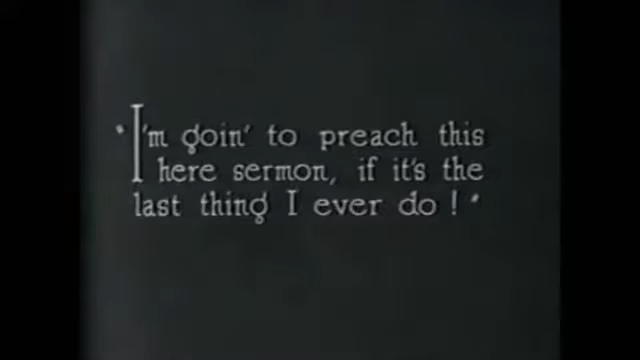 "I'm goin' to preach this
here sermon, if it's the
last thing I ever do!"